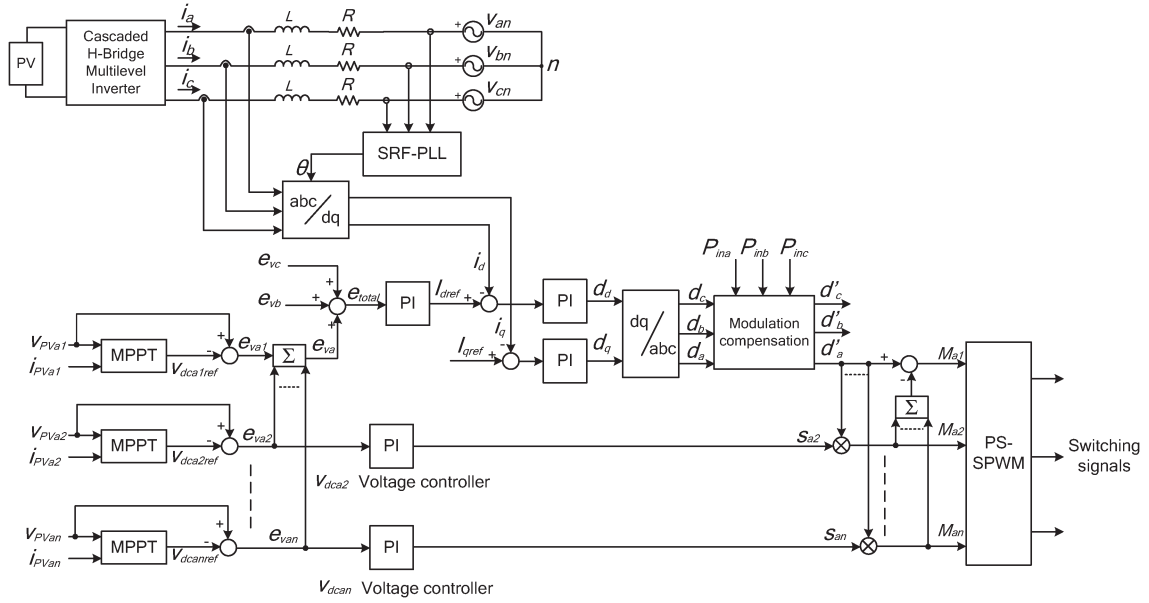 PV
Cascaded
H-Bridge
Multilevel
Inverter
ia
L
R
+
van
ib
L
R
+
vbn
n
ic
L
R
+
vcn
SRF-PLL
θ
abc/dq
evc
+
evb
+
+
etotal
PI
Idref
+
-
id
PI
dd
Iqref
+
-
iq
PI
dq
dq/abc
dc
db
da
Pina
Pinb
Pinc
Modulation
compensation
d'c
d'b
d'a
vPVa1
iPVa1
MPPT
vdca1ref
+
-
eva1
Σ
eva
+
-
Ma1
Σ
vPVa2
iPVa2
MPPT
vdca2ref
+
-
eva2
PI
vdca2 Voltage controller
sa2
Ma2
PS-
SPWM
Switching
signals
vPVan
iPVan
MPPT
vdcanref
+
-
evan
PI
vdcan Voltage controller
san
Man